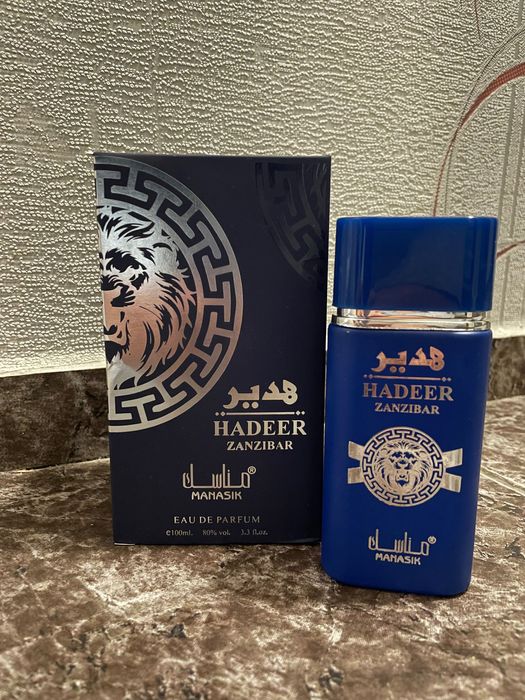 هدير
HADEER
ZANZIBAR
مناسك®
MANASIK
EAU DE PARFUM
e100ml. 80% vol. 3.3 fl.oz.
هدير
HADEER
ZANZIBAR
مناسك®
MANASIK